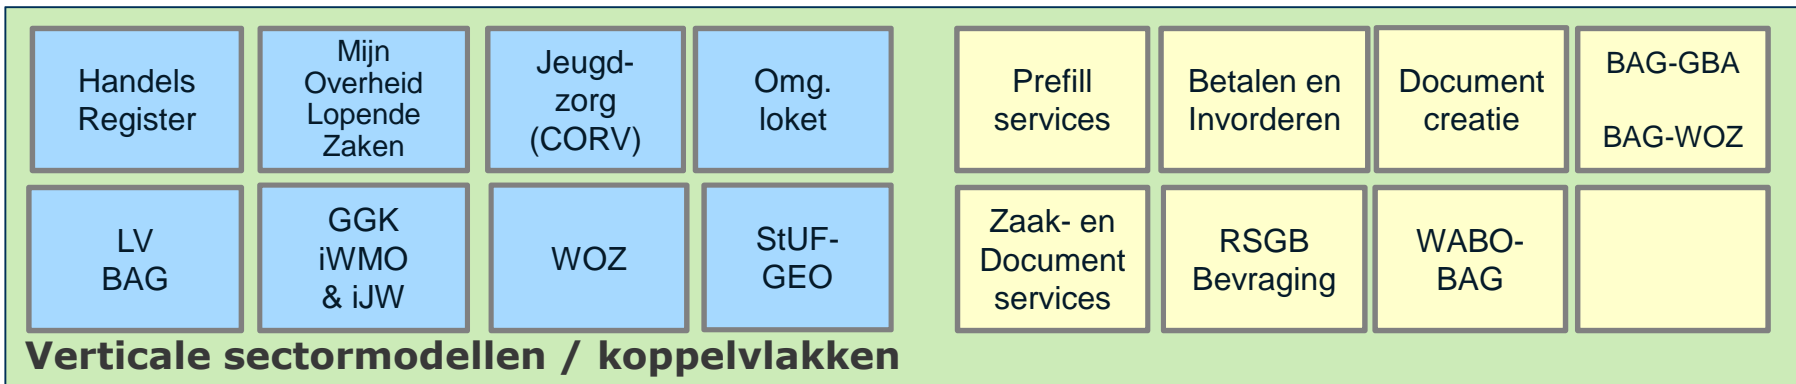 Handels
Register
Mijn
Overheid
Lopende
Zaken
Jeugd-
zorg
(CORV)
Omg.
loket
Prefill
services
Betalen en
Invorderen
Document
creatie
BAG-GBA
BAG-WOZ
LV
BAG
GGK
iWMO
& iJW
WOZ
StUF-
GEO
Zaak- en
Document
services
RSGB
Bevraging
WABO-
BAG
Verticale sectormodellen / koppelvlakken